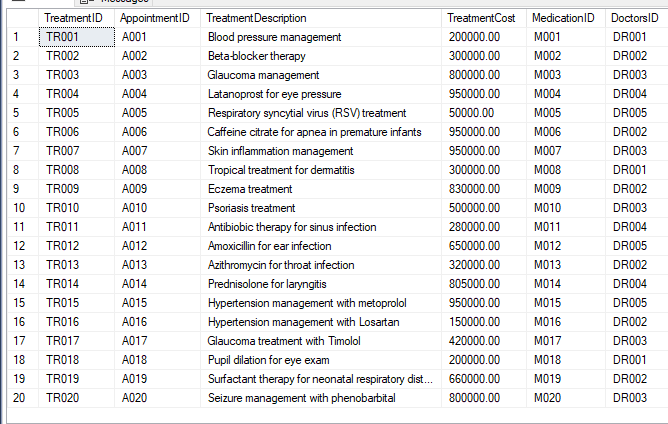 Messages
TreatmentID AppointmentID TreatmentDescription TreatmentCost MedicationID DoctorsID
1 TR001 A001 Blood pressure management 200000.00 M001 DR001
2 TR002 A002 Beta-blocker therapy 300000.00 M002 DR002
3 TR003 A003 Glaucoma management 800000.00 M003 DR003
4 TR004 A004 Latanoprost for eye pressure 950000.00 M004 DR004
5 TR005 A005 Respiratory syncytial virus (RSV) treatment 50000.00 M005 DR005
6 TR006 A006 Caffeine citrate for apnea in premature infants 950000.00 M006 DR002
7 TR007 A007 Skin inflammation management 950000.00 M007 DR003
8 TR008 A008 Tropical treatment for dermatitis 300000.00 M008 DR001
9 TR009 A009 Eczema treatment 830000.00 M009 DR002
10 TR010 A010 Psoriasis treatment 500000.00 M010 DR003
11 TR011 A011 Antibiobic therapy for sinus infection 280000.00 M011 DR004
12 TR012 A012 Amoxicillin for ear infection 650000.00 M012 DR005
13 TR013 A013 Azithromycin for throat infection 320000.00 M013 DR002
14 TR014 A014 Prednisolone for laryngitis 805000.00 M014 DR004
15 TR015 A015 Hypertension management with metoprolol 950000.00 M015 DR005
16 TR016 A016 Hypertension management with Losartan 150000.00 M016 DR002
17 TR017 A017 Glaucoma treatment with Timolol 420000.00 M017 DR003
18 TR018 A018 Pupil dilation for eye exam 200000.00 M018 DR001
19 TR019 A019 Surfactant therapy for neonatal respiratory dist... 660000.00 M019 DR002
20 TR020 A020 Seizure management with phenobarbital 800000.00 M020 DR003